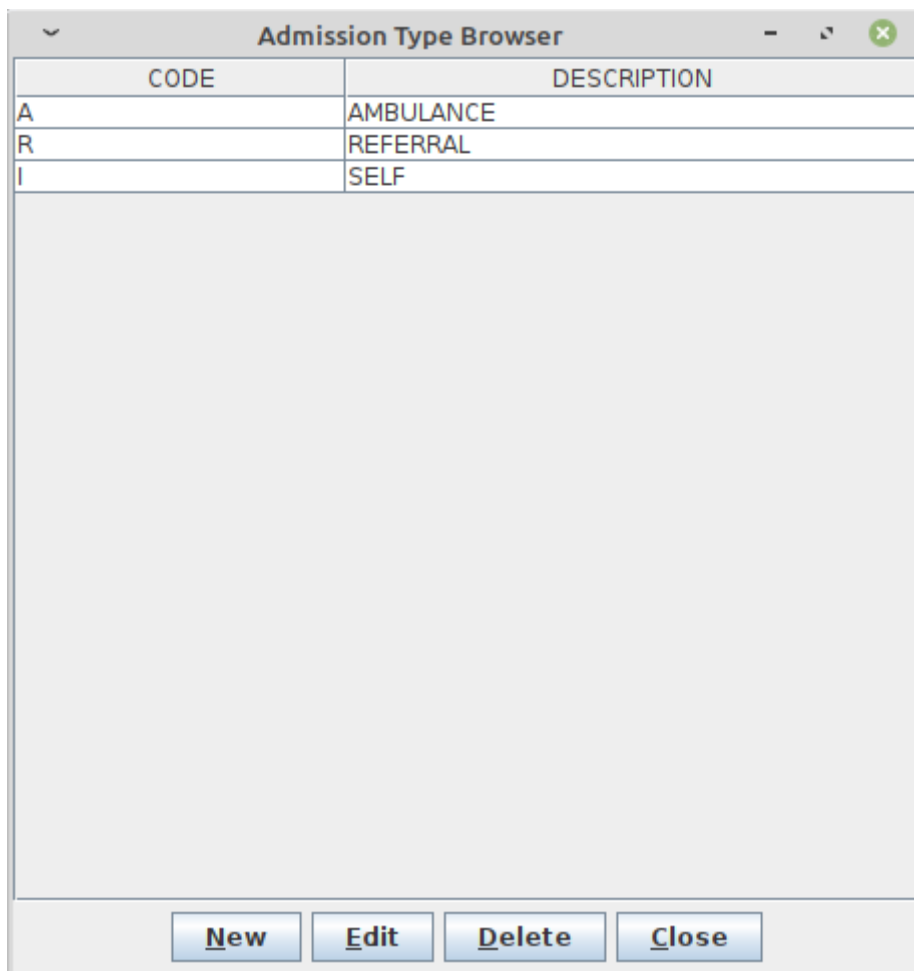 Admission Type Browser
CODE DESCRIPTION
A AMBULANCE
R REFERRAL
I SELF
New Edit Delete Close